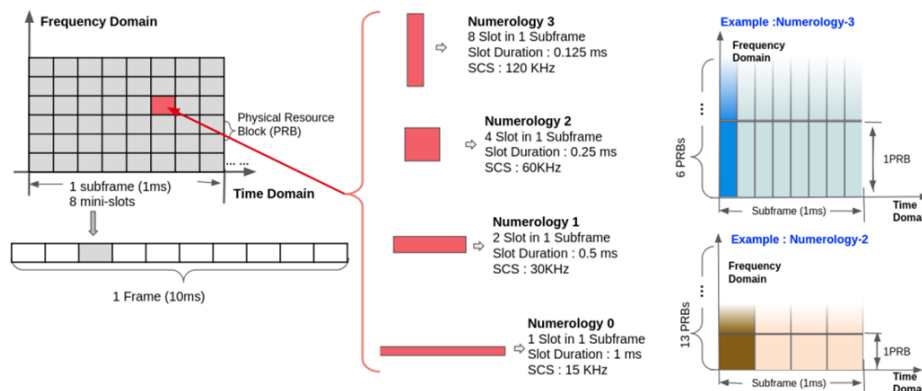 Frequency Domain
Physical Resource
Block (PRB)
... ...
1 subframe (1ms)
8 mini-slots
Time Domain
1 Frame (10ms)
Numerology 3
8 Slot in 1 Subframe
Slot Duration : 0.125 ms
SCS : 120 KHz
Numerology 2
4 Slot in 1 Subframe
Slot Duration : 0.25 ms
SCS : 60KHz
Numerology 1
2 Slot in 1 Subframe
Slot Duration : 0.5 ms
SCS : 30KHz
Numerology 0
1 Slot in 1 Subframe
Slot Duration : 1 ms
SCS : 15 KHz
Example :Numerology-3
Frequency
Domain
6 PRBs
...
1PRB
Subframe (1ms)
Time
Doma
Example : Numerology-2
Frequency
Domain
13 PRBs
...
1PRB
Subframe (1ms)
Time
Doma